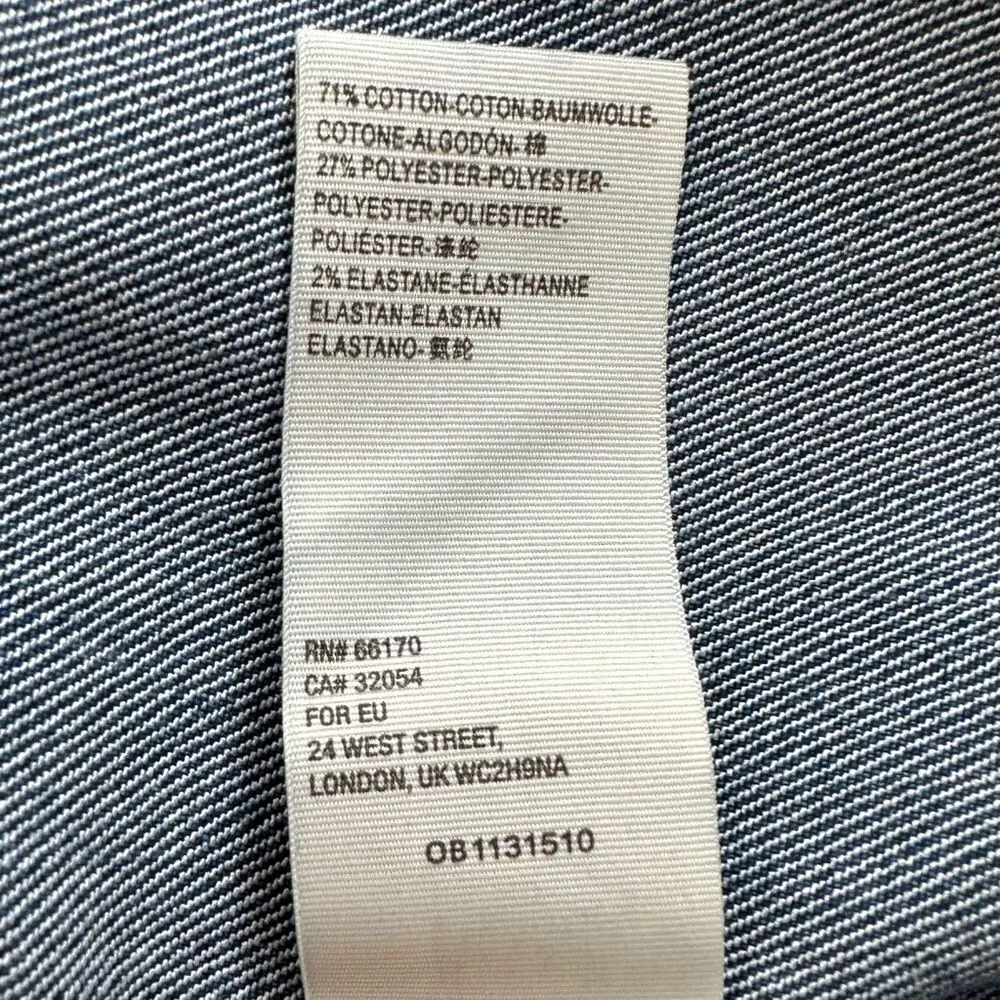 71% COTTON-COTON-BAUMWOLLE-
COTONE-ALGODÓN-棉
27% POLYESTER-POLYESTER-
POLYESTER-POLIESTERE-
POLIÉSTER-涤纶
2% ELASTANE-ÉLASTHANNE
ELASTAN-ELASTAN
ELASTANO-氨纶
RN# 66170
CA# 32054
FOR EU
24 WEST STREET,
LONDON, UK WC2H9NA
OB1131510